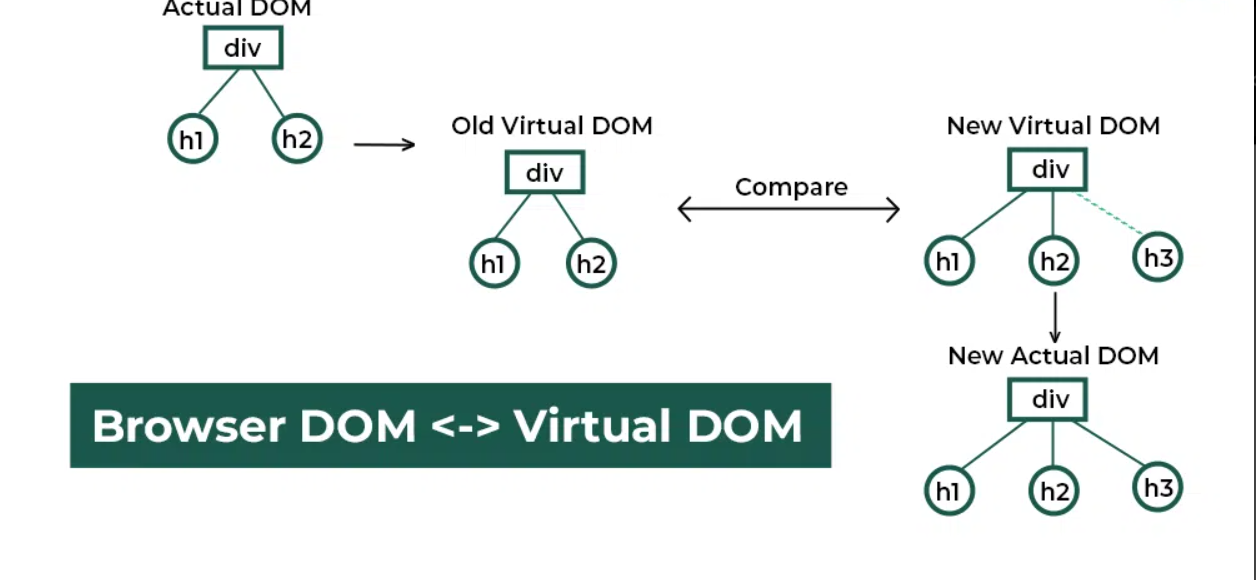 Actual DOM
div
h1
h2
Old Virtual DOM
div
h1
h2
Compare
New Virtual DOM
div
h1
h2
h3
New Actual DOM
div
h1
h2
h3
Browser DOM <-> Virtual DOM